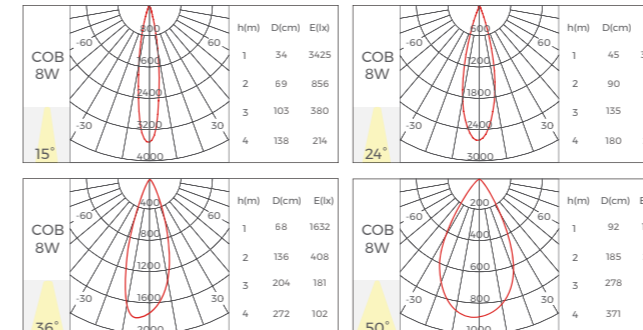 h(m) D(cm) E(lx)
COB
8W
15°
-60
-30
60
30
800
1600
2400
3200
4000
1 34 3425
2 69 856
3 103 380
4 138 214
h(m) D(cm)
COB
8W
24°
-60
-30
60
30
600
1200
1800
2400
3000
1 45
2 90
3 135
4 180
h(m) D(cm) E(lx)
COB
8W
36°
-60
-30
60
30
400
800
1200
1600
2000
1 68 1632
2 136 408
3 204 181
4 272 102
h(m) D(cm)
COB
8W
50°
-60
-30
60
30
200
400
600
800
1000
1 92
2 185
3 278
4 371